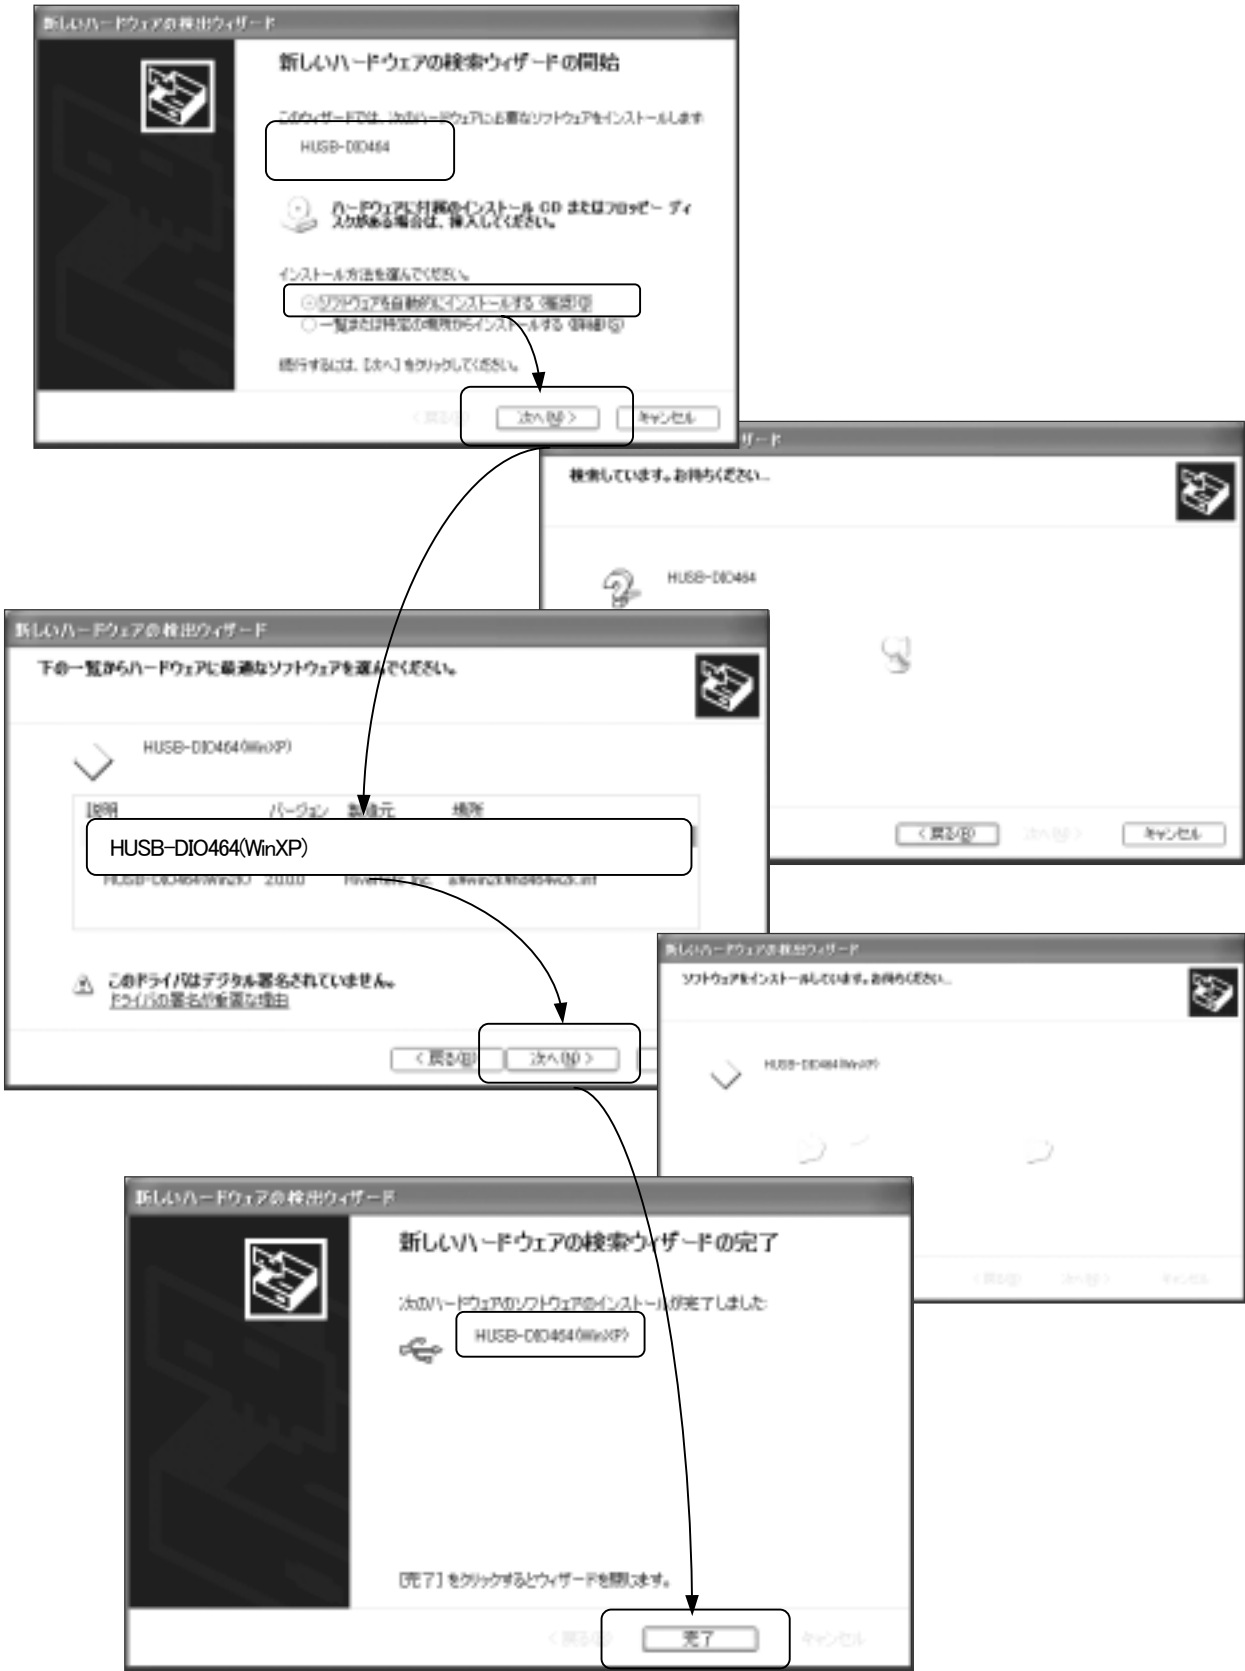 新しいハードウェアの検出ウィザード
新しいハードウェアの検索ウィザードの開始
このウィザードでは、次のハードウェアに必要なソフトウェアをインストールします:
HUSB-DIO464
ハードウェアに付属のインストール CD またはフロッピー ディ
スクがある場合は、挿入してください。
インストール方法を選んでください。
ソフトウェアを自動的にインストールする (推奨)(I)
一覧または特定の場所からインストールする (詳細)(S)
続行するには、[次へ] をクリックしてください。
< 戻る(B)
次へ(N) >
キャンセル
ザード
検索しています。お待ちください...
HUSB-DIO464
< 戻る(B)
次へ(N) >
キャンセル
新しいハードウェアの検出ウィザード
下の一覧からハードウェアに最適なソフトウェアを選んでください。
HUSB-DIO464(WinXP)
説明 バージョン 製造元 場所
HUSB-DIO464(WinXP)
HUSB-DIO464(Win2K) 2.0.0.0 Rivertelc Inc.
このドライバはデジタル署名されていません。
ドライバの署名が重要な理由
< 戻る(B)
次へ(N) >
新しいハードウェアの検出ウィザード
ソフトウェアをインストールしています。お待ちください...
HUSB-DIO464(WinXP)
< 戻る(B)
次へ(N) >
キャンセル
新しいハードウェアの検出ウィザード
新しいハードウェアの検索ウィザードの完了
次のハードウェアのソフトウェアのインストールが完了しました:
HUSB-DIO464(WinXP)
[完了] をクリックするとウィザードを閉じます。
< 戻る(B)
完了
キャンセル